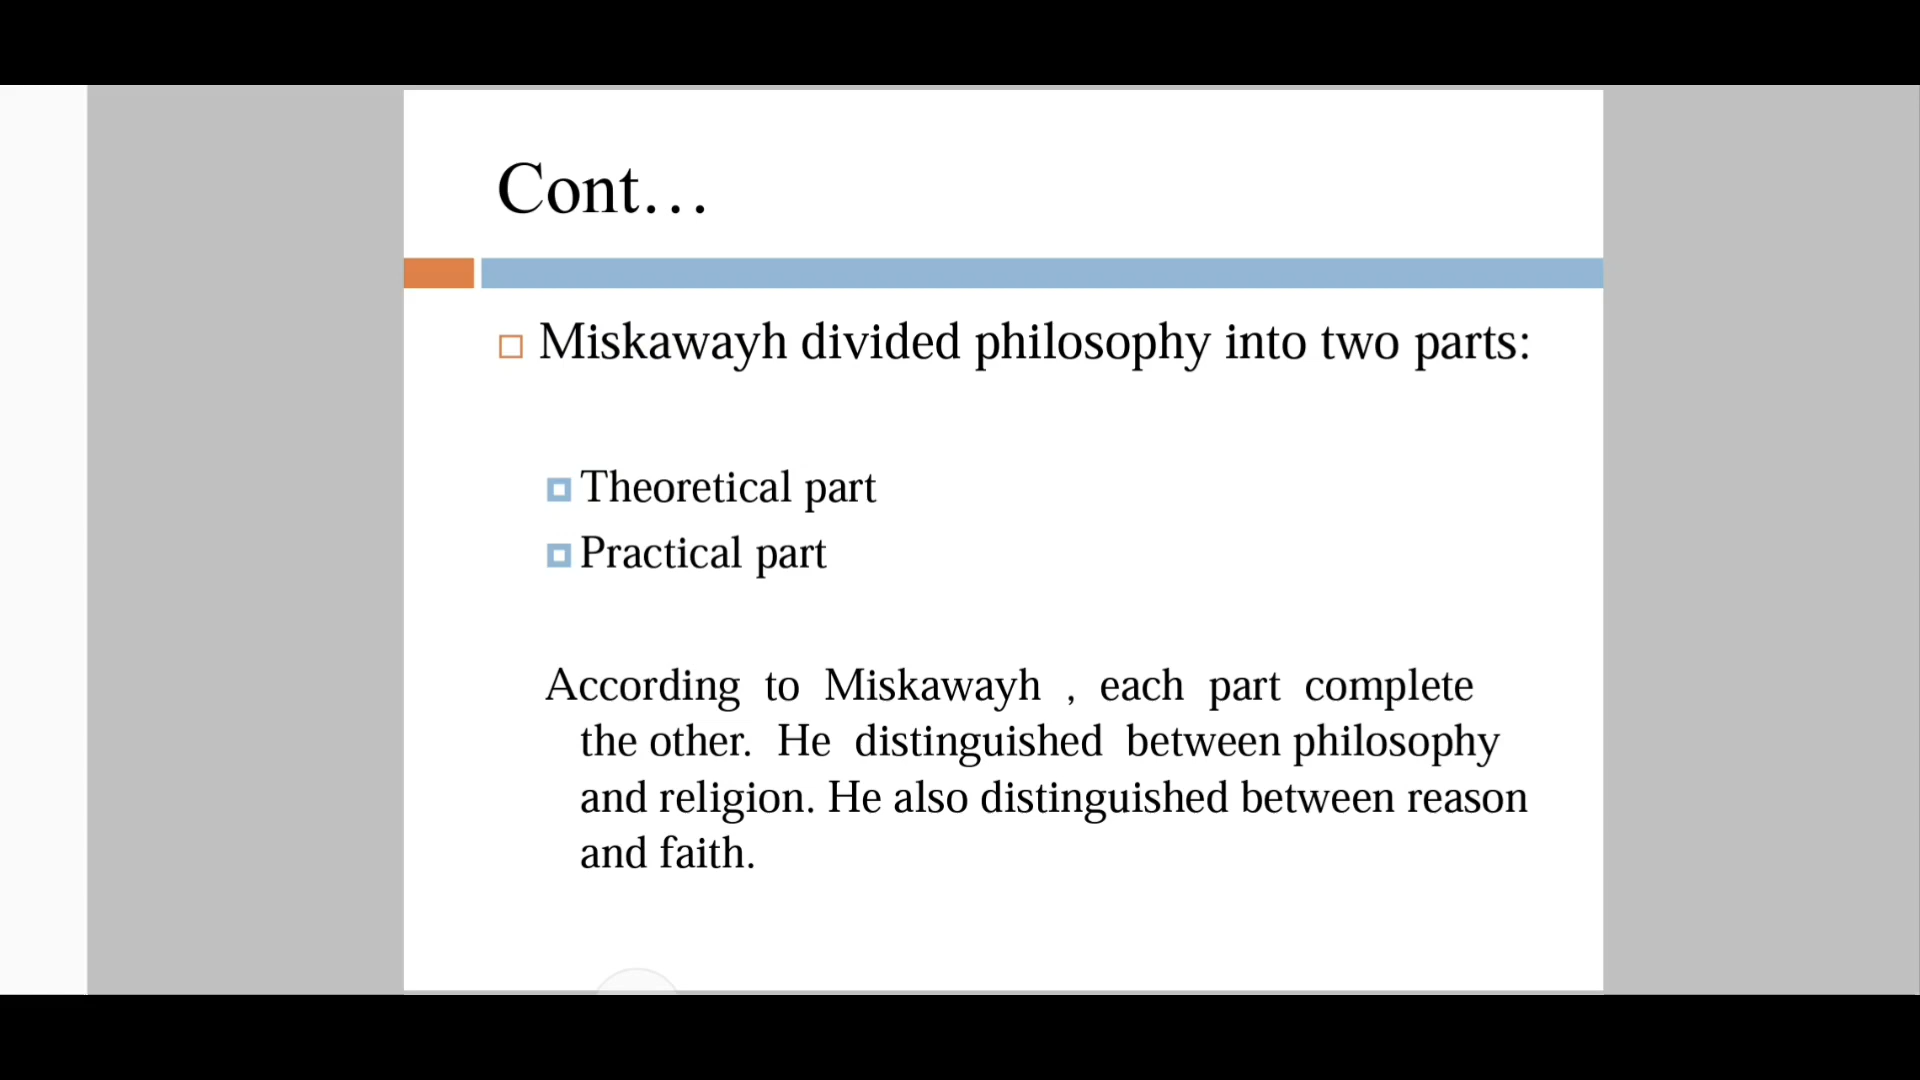 Cont…
Miskawayh divided philosophy into two parts:
Theoretical part
Practical part
According to Miskawayh , each part complete
the other. He distinguished between philosophy
and religion. He also distinguished between reason
and faith.